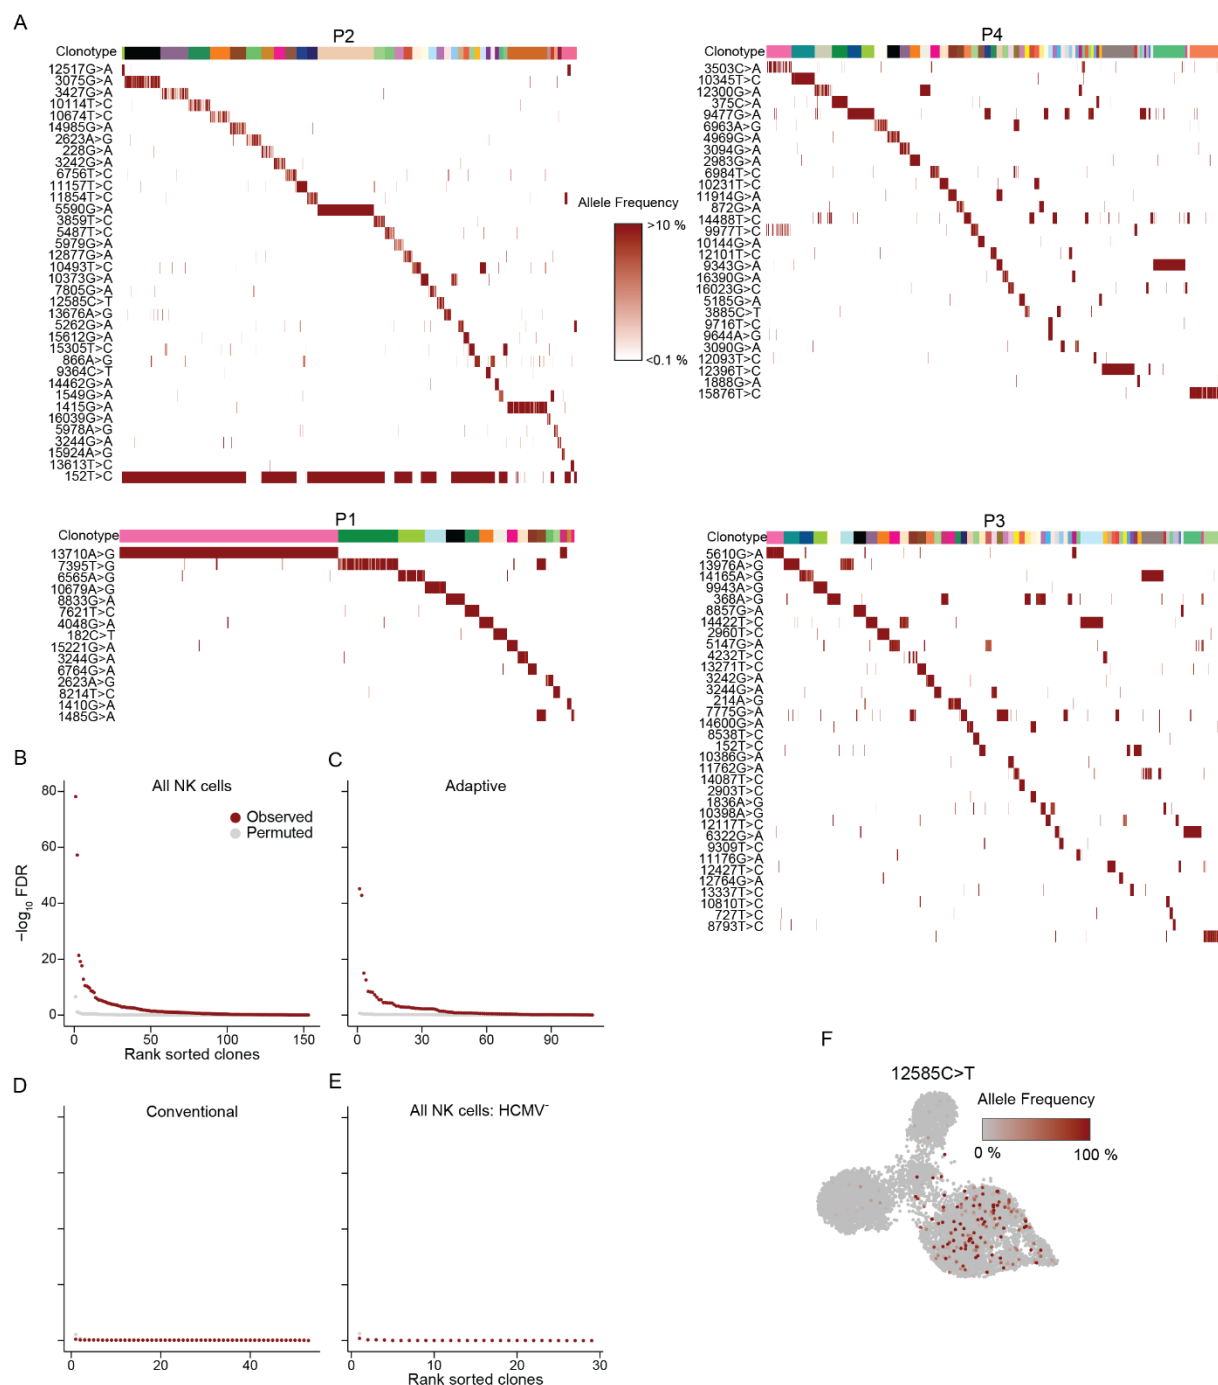 A
P2
Clonotype
12517G>A
3075G>A
3427G>A
10114T>C
10674T>C
14985G>A
2623A>G
228G>A
3242G>A
6756T>C
11157T>C
11854T>C
5590G>A
3859T>C
5487T>C
5979G>A
12877G>A
10493T>C
10373G>A
7805G>A
12585C>T
13676A>G
5262G>A
15612G>A
15305T>C
866A>G
9364C>T
14462G>A
1549G>A
1415G>A
16039G>A
5978A>G
3244G>A
15924A>G
13613T>C
152T>C
Allele Frequency
>10 %
<0.1 %
P4
Clonotype
3503C>A
10345T>C
12300G>A
375C>A
9477G>A
6963A>G
4969G>A
3094G>A
2983G>A
6984T>C
10231T>C
11914G>A
872G>A
14488T>C
9977T>C
10144G>A
12101T>C
9343G>A
16390G>A
16023G>C
5185G>A
3885C>T
9716T>C
9644A>G
3090G>A
12093T>C
12396T>C
1888G>A
15876T>C
P1
Clonotype
13710A>G
7395T>G
6565A>G
10679A>G
8833G>A
7621T>C
4048G>A
182C>T
15221G>A
3244G>A
6764G>A
2623A>G
8214T>C
1410G>A
1485G>A
P3
Clonotype
5610G>A
13976A>G
14165A>G
9943A>G
368A>G
8857G>A
14422T>C
2960T>C
5147G>A
4232T>C
13271T>C
3242G>A
3244G>A
214A>G
7775G>A
14600G>A
8538T>C
152T>C
10386G>A
11762G>A
14087T>C
2903T>C
1836A>G
10398A>G
12117T>C
6322G>A
9309T>C
11176G>A
12427T>C
12764G>A
13337T>C
10810T>C
727T>C
8793T>C
B
All NK cells
Observed
Permuted
−log10 FDR
80
60
40
20
0
0 50 100 150
Rank sorted clones
C
Adaptive
0 30 60 90
D
Conventional
0 20 40
E
All NK cells: HCMV-
0 10 20 30
Rank sorted clones
F
12585C>T
Allele Frequency
0 % 100 %